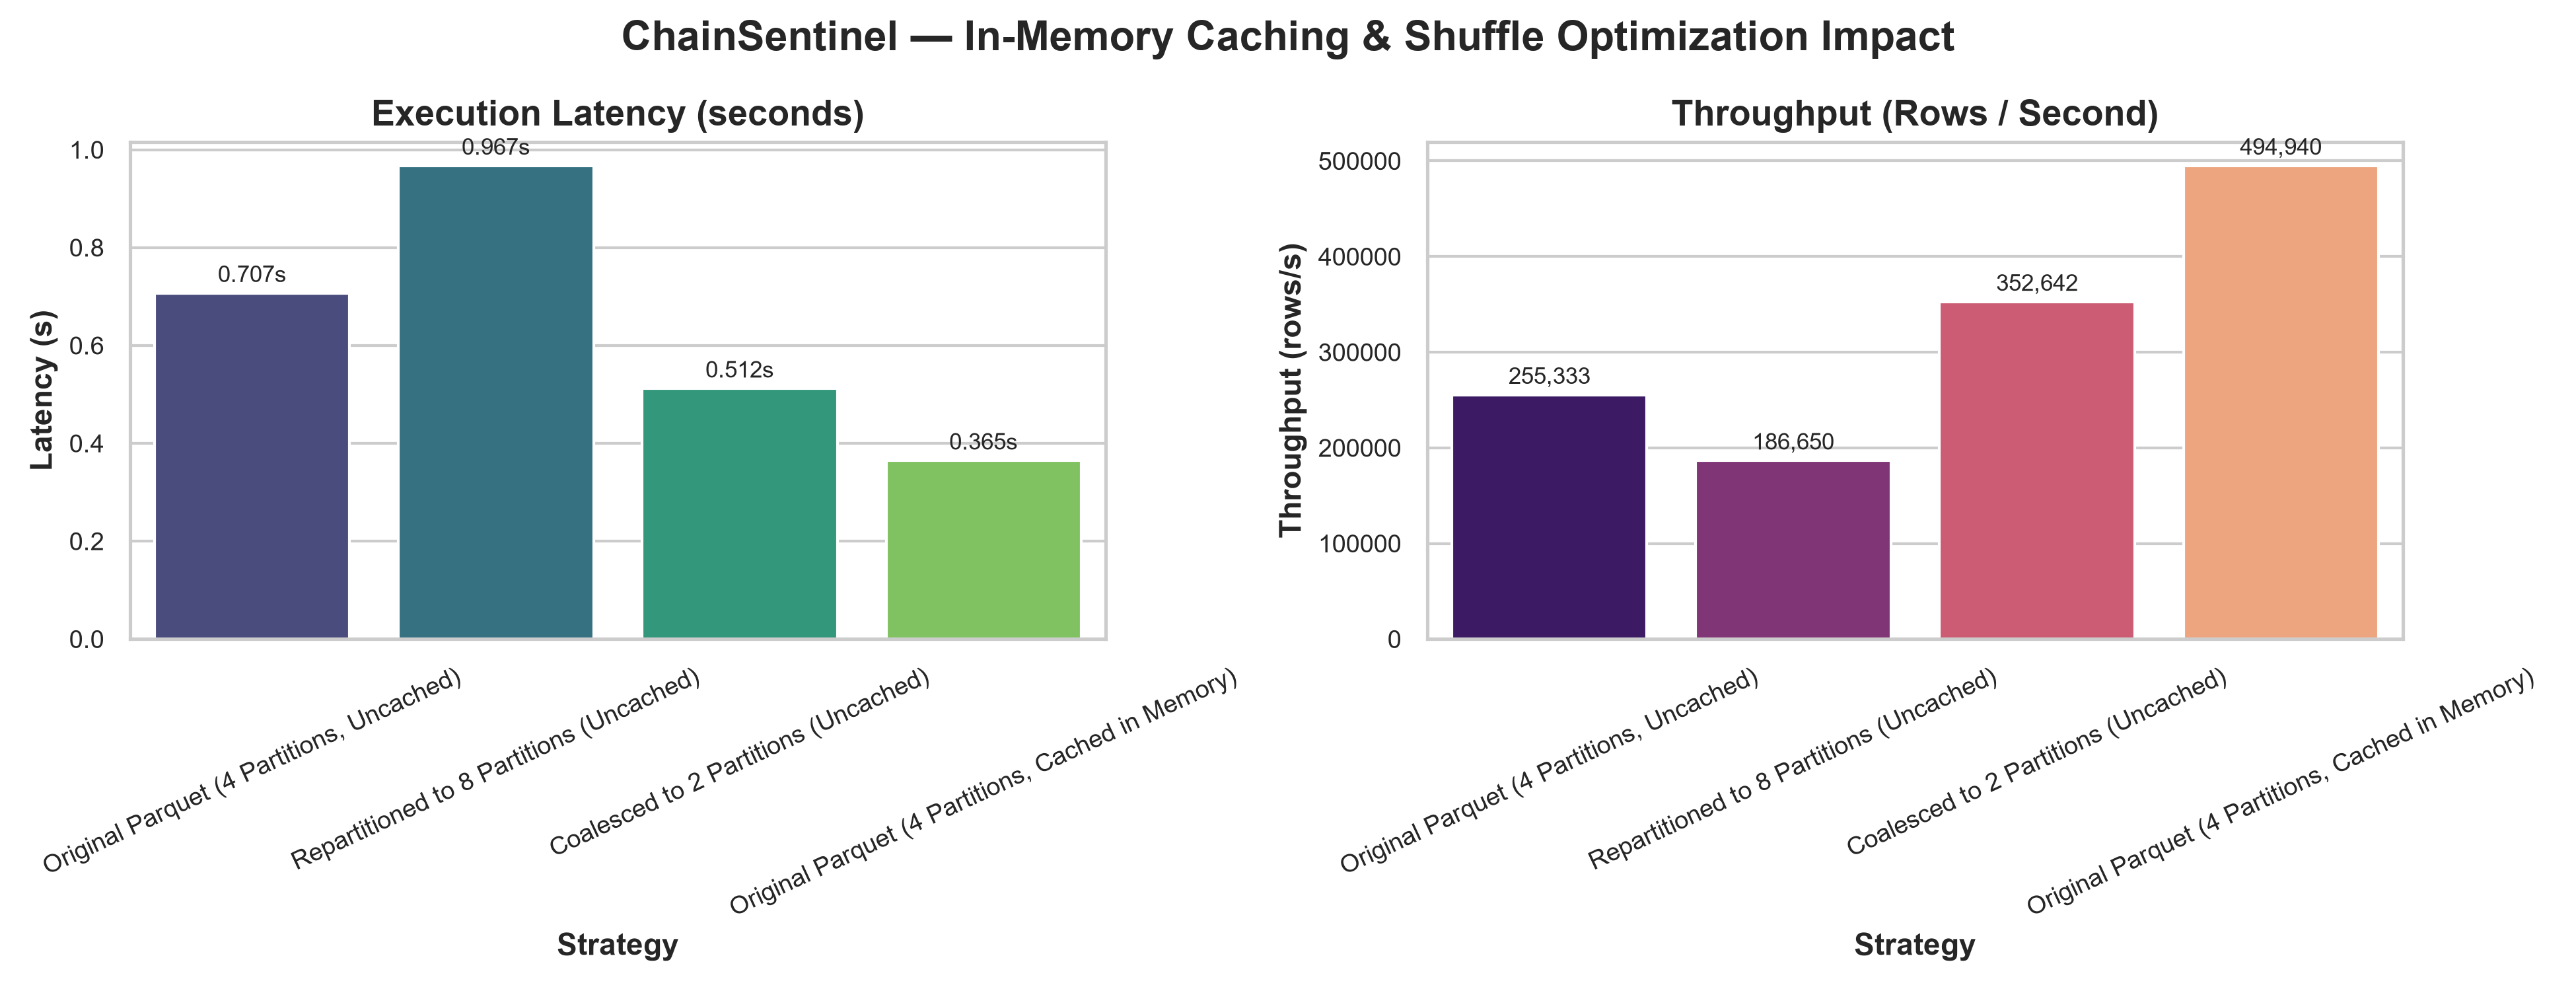 ChainSentinel — In-Memory Caching & Shuffle Optimization Impact
Execution Latency (seconds)
Latency (s)
1.0
0.8
0.6
0.4
0.2
0.0
0.707s
0.967s
0.512s
0.365s
Original Parquet (4 Partitions, Uncached)
Repartitioned to 8 Partitions (Uncached)
Coalesced to 2 Partitions (Uncached)
Original Parquet (4 Partitions, Cached in Memory)
Strategy
Throughput (Rows / Second)
Throughput (rows/s)
500000
400000
300000
200000
100000
0
255,333
186,650
352,642
494,940
Original Parquet (4 Partitions, Uncached)
Repartitioned to 8 Partitions (Uncached)
Coalesced to 2 Partitions (Uncached)
Original Parquet (4 Partitions, Cached in Memory)
Strategy